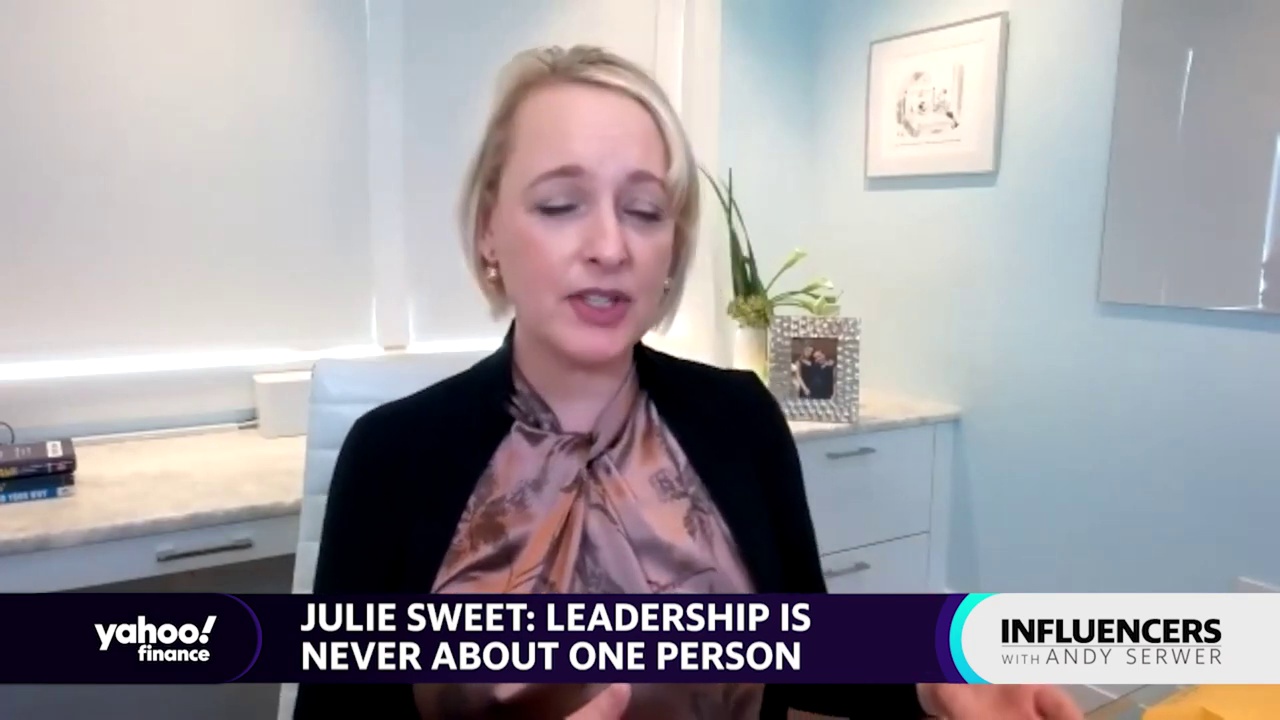 yahoo!
finance
JULIE SWEET: LEADERSHIP IS
NEVER ABOUT ONE PERSON
INFLUENCERS
WITH ANDY SERWER